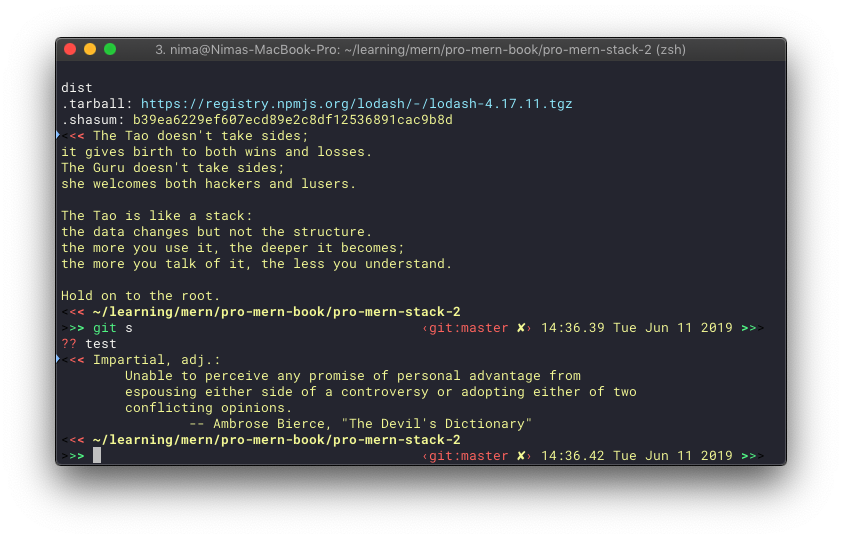 3. nima@Nimas-MacBook-Pro: ~/learning/mern/pro-mern-book/pro-mern-stack-2 (zsh)
dist
.tarball: https://registry.npmjs.org/lodash/-/lodash-4.17.11.tgz
.shasum: b39ea6229ef607ecd89e2c8df12536891cac9b8d
<<< The Tao doesn't take sides;
it gives birth to both wins and losses.
The Guru doesn't take sides;
she welcomes both hackers and lusers.
The Tao is like a stack:
the data changes but not the structure.
the more you use it, the deeper it becomes;
the more you talk of it, the less you understand.
Hold on to the root.
<<< ~/learning/mern/pro-mern-book/pro-mern-stack-2
>>> git s ‹git:master ✘› 14:36.39 Tue Jun 11 2019 >>>
?? test
<<< Impartial, adj.:
Unable to perceive any promise of personal advantage from
espousing either side of a controversy or adopting either of two
conflicting opinions.
-- Ambrose Bierce, "The Devil's Dictionary"
<<< ~/learning/mern/pro-mern-book/pro-mern-stack-2
>>> ‹git:master ✘› 14:36.42 Tue Jun 11 2019 >>>